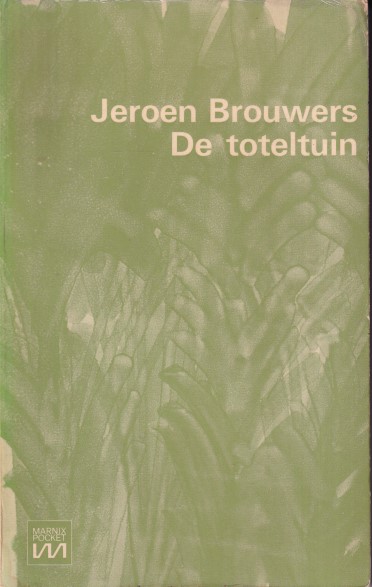 Jeroen Brouwers
De toteltuin
MARNIX
POCKET